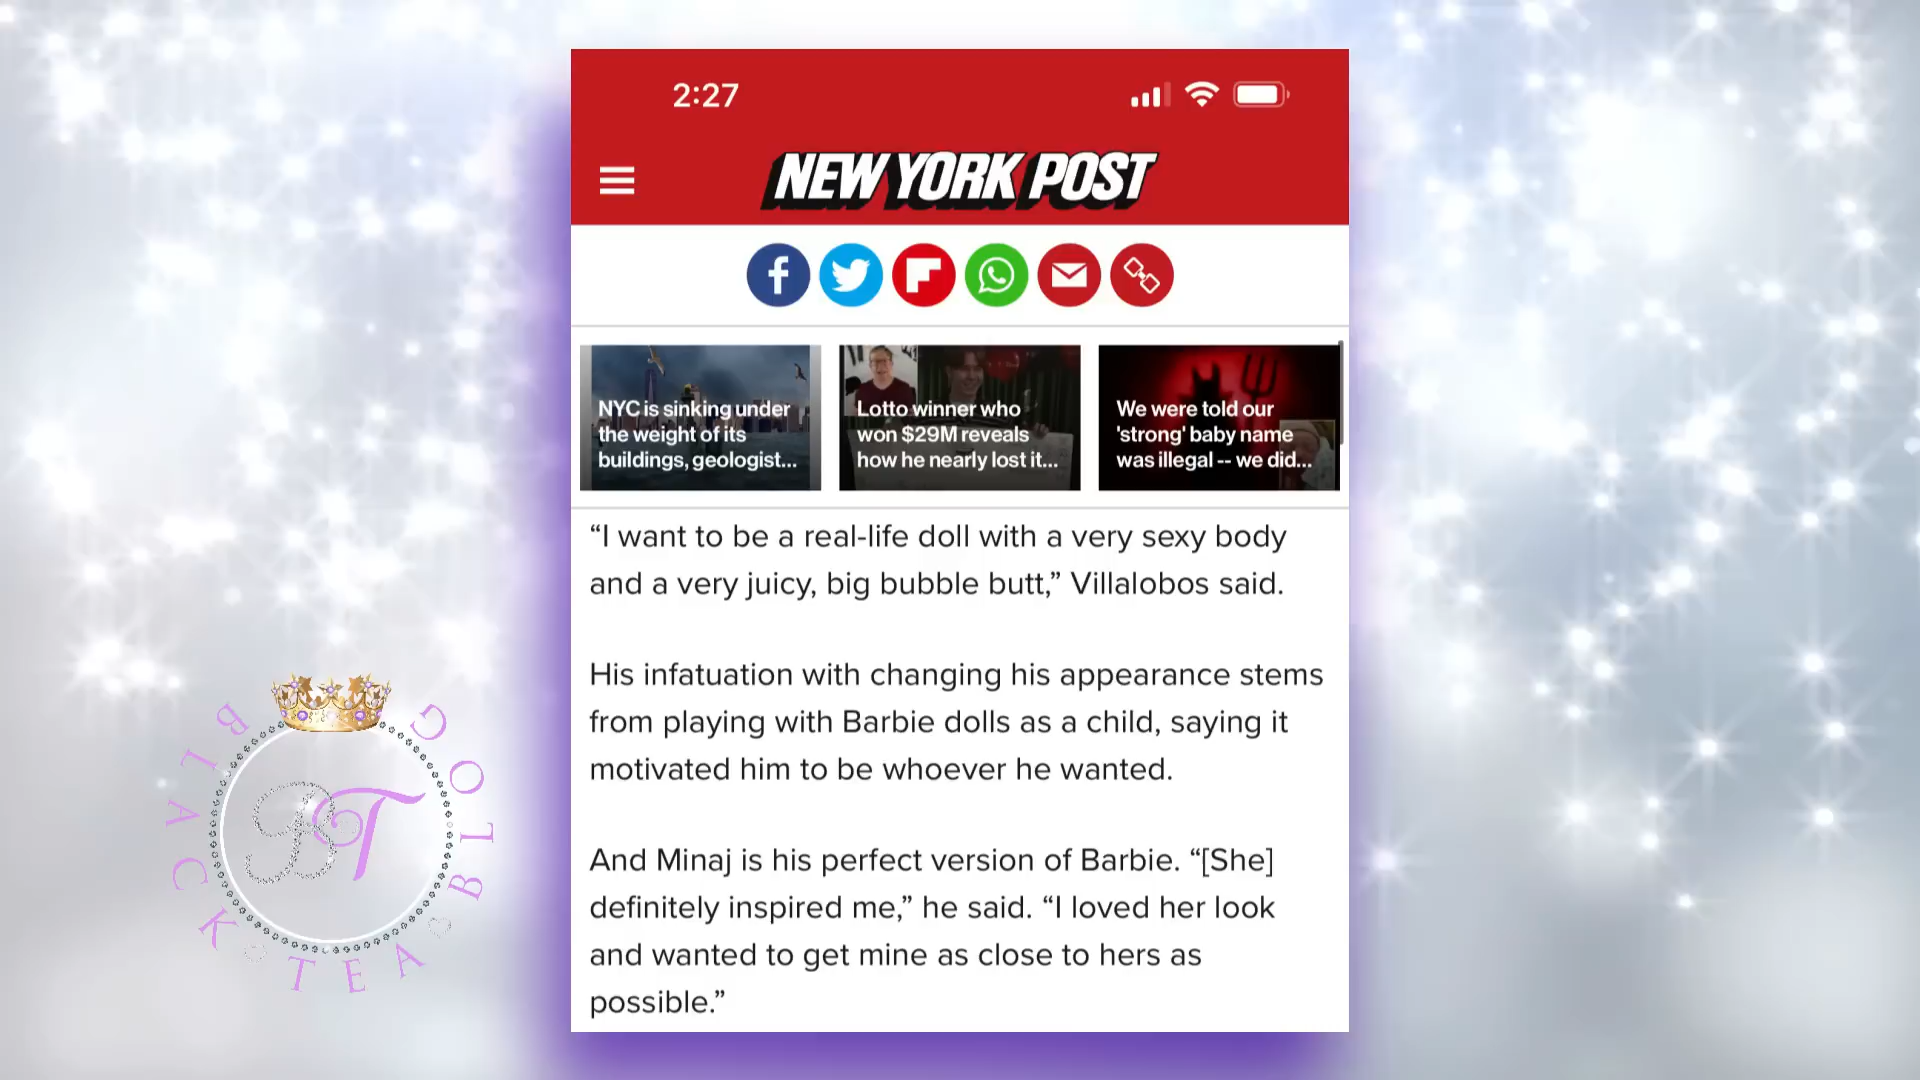 2:27
NEW YORK POST
NYC is sinking under
the weight of its
buildings, geologist...
Lotto winner who
won $29M reveals
how he nearly lost it...
We were told our
'strong' baby name
was illegal -- we did...
“I want to be a real-life doll with a very sexy body
and a very juicy, big bubble butt,” Villalobos said.
His infatuation with changing his appearance stems
from playing with Barbie dolls as a child, saying it
motivated him to be whoever he wanted.
And Minaj is his perfect version of Barbie. “[She]
definitely inspired me,” he said. “I loved her look
and wanted to get mine as close to hers as
possible.”
BLACK TEA BLOG
BT